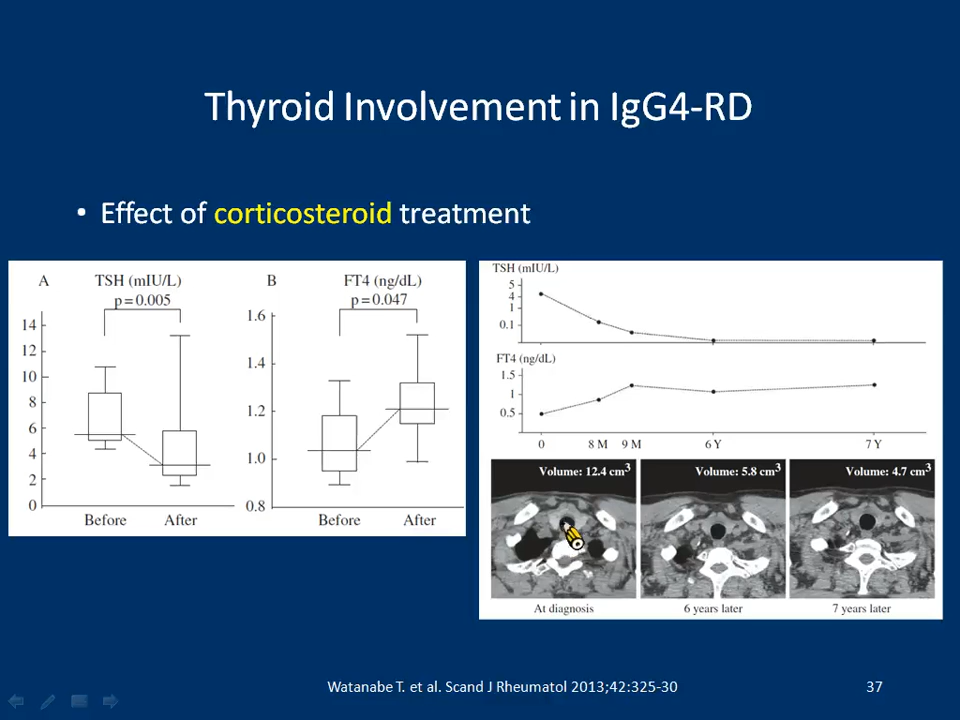 Thyroid Involvement in IgG4-RD
• Effect of corticosteroid treatment
A TSH (mIU/L)
p = 0.005
14
12
10
8
6
4
2
0
Before After
B FT4 (ng/dL)
p = 0.047
1.6
1.4
1.2
1.0
0.8
Before After
TSH (mIU/L)
5
4
1
0.1
FT4 (ng/dL)
1.5
1
0.5
0 8 M 9 M 6 Y 7 Y
Volume: 12.4 cm³ Volume: 5.8 cm³ Volume: 4.7 cm³
At diagnosis 6 years later 7 years later
Watanabe T. et al. Scand J Rheumatol 2013;42:325-30
37